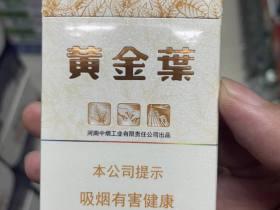 黄金葉
河南中烟工业有限责任公司出品
本公司提示
吸烟有害健康